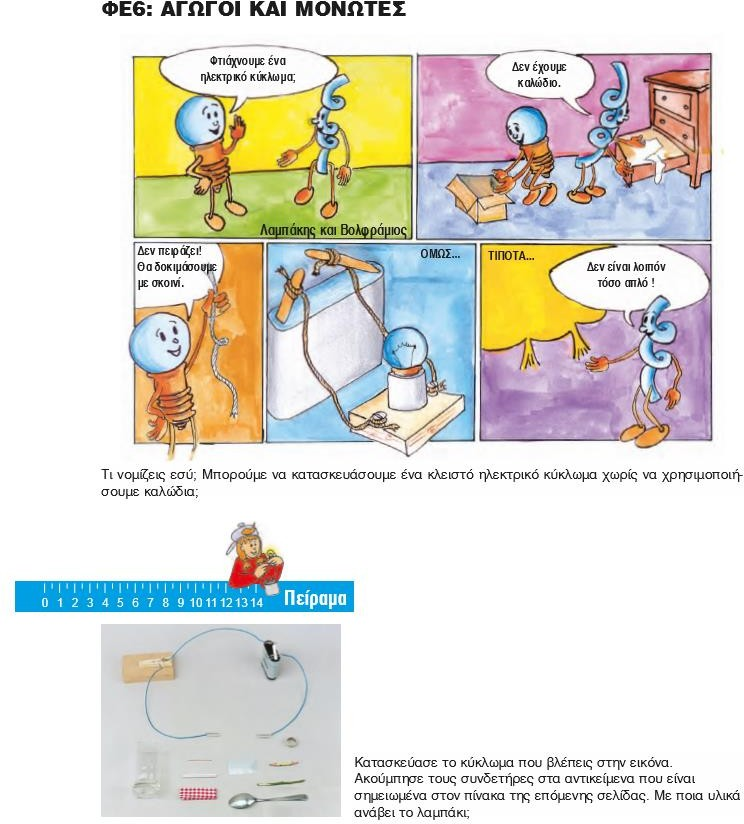 ΦΕ6: ΑΓΩΓΟΙ ΚΑΙ ΜΟΝΩΤΕΣ
Φτιάχνουμε ένα
ηλεκτρικό κύκλωμα;
Δεν έχουμε
καλώδιο.
Λαμπάκης και Βολφράμιος
Δεν πειράζει!
Θα δοκιμάσουμε
με σκοινί.
ΟΜΩΣ...
ΤΙΠΟΤΑ...
Δεν είναι λοιπόν
τόσο απλό !
Τι νομίζεις εσύ; Μπορούμε να κατασκευάσουμε ένα κλειστό ηλεκτρικό κύκλωμα χωρίς να χρησιμοποιή-
σουμε καλώδια;
0 1 2 3 4 5 6 7 8 9 10 11 12 13 14 Πείραμα
Κατασκεύασε το κύκλωμα που βλέπεις στην εικόνα.
Ακούμπησε τους συνδετήρες στα αντικείμενα που είναι
σημειωμένα στον πίνακα της επόμενης σελίδας. Με ποια υλικά
ανάβει το λαμπάκι;